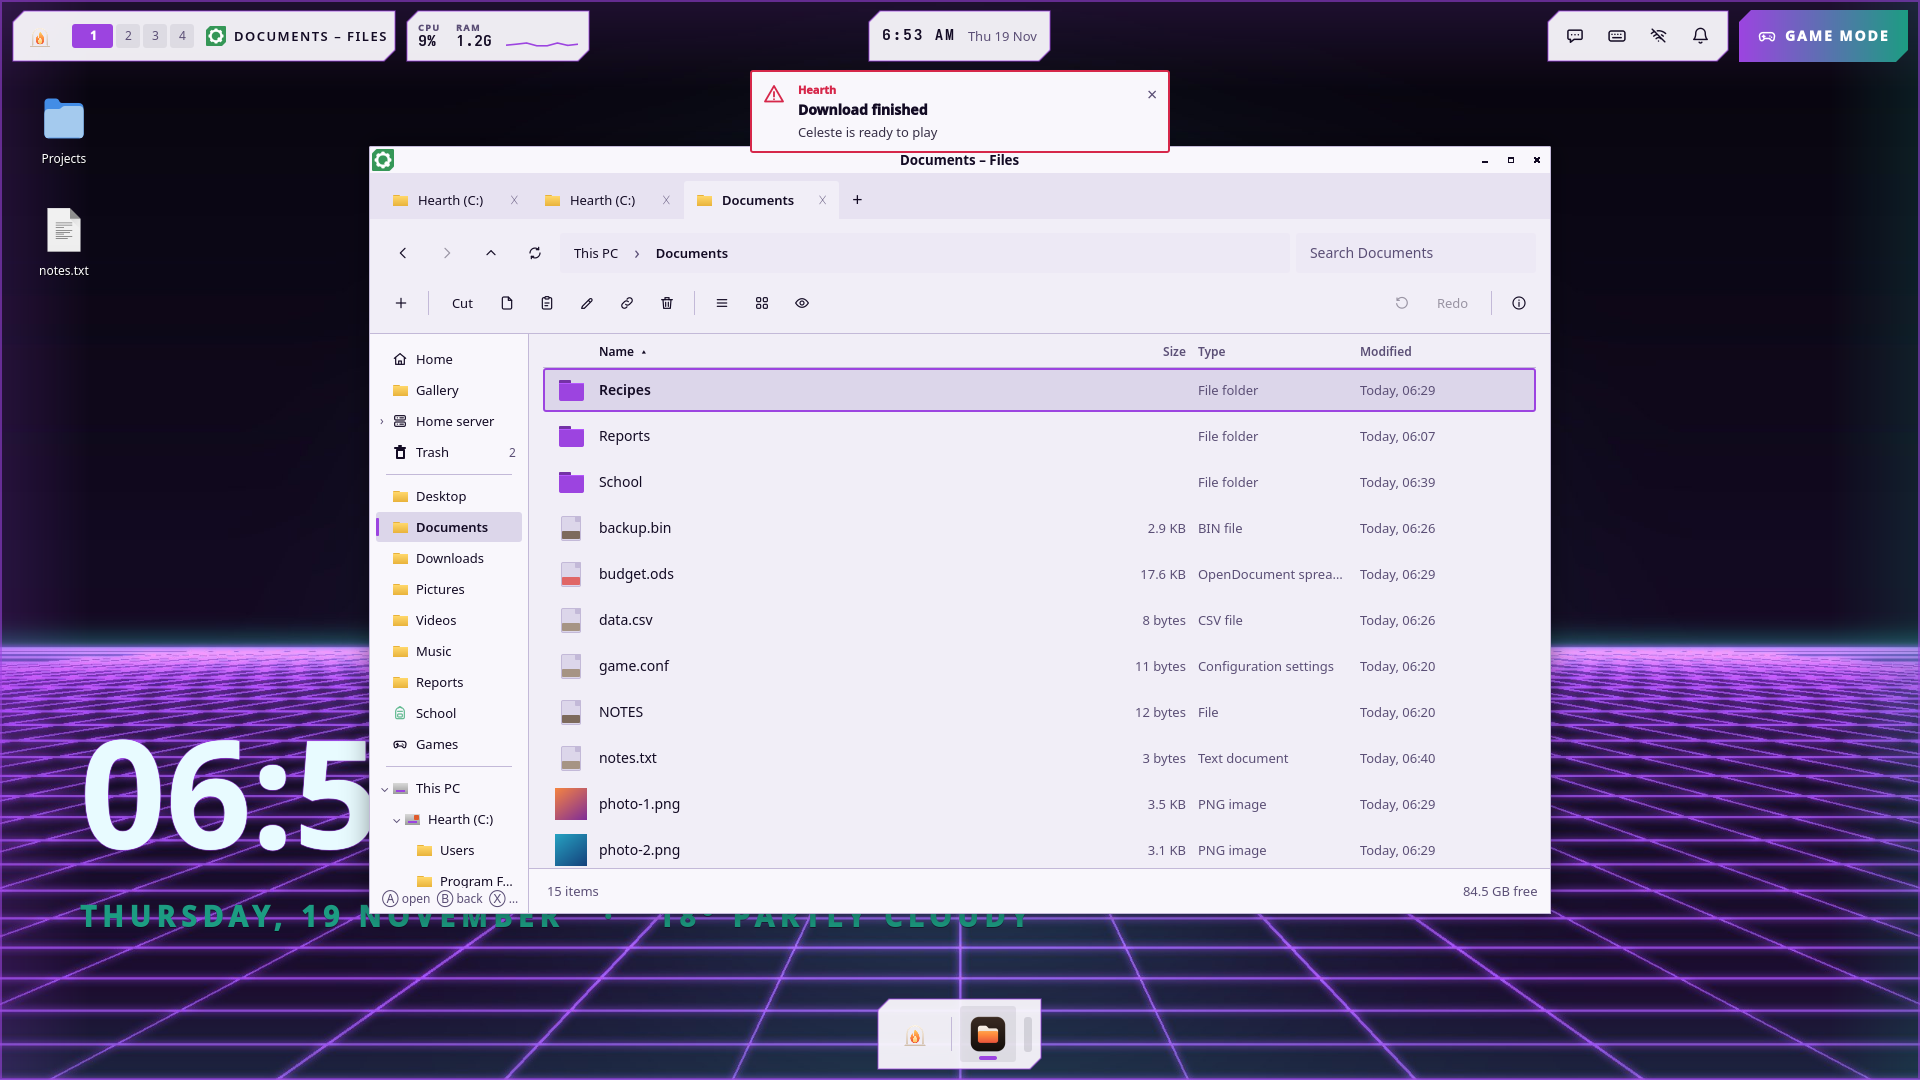 1 2 3 4 DOCUMENTS – FILES
CPU RAM
9% 1.2G
6:53 AM Thu 19 Nov
GAME MODE
Hearth
Download finished
Celeste is ready to play
Projects
notes.txt
Documents – Files
Hearth (C:) Hearth (C:) Documents
This PC › Documents
Search Documents
Cut
Redo
Home
Gallery
Home server
Trash 2
Desktop
Documents
Downloads
Pictures
Videos
Music
Reports
School
Games
This PC
Hearth (C:)
Users
Program F...
A open B back X ...
Name Size Type Modified
Recipes File folder Today, 06:29
Reports File folder Today, 06:07
School File folder Today, 06:39
backup.bin 2.9 KB BIN file Today, 06:26
budget.ods 17.6 KB OpenDocument sprea... Today, 06:29
data.csv 8 bytes CSV file Today, 06:26
game.conf 11 bytes Configuration settings Today, 06:20
NOTES 12 bytes File Today, 06:20
notes.txt 3 bytes Text document Today, 06:40
photo-1.png 3.5 KB PNG image Today, 06:29
photo-2.png 3.1 KB PNG image Today, 06:29
15 items 84.5 GB free
06:5
THURSDAY, 19 NOVEMBER · 18° PARTLY CLOUDY